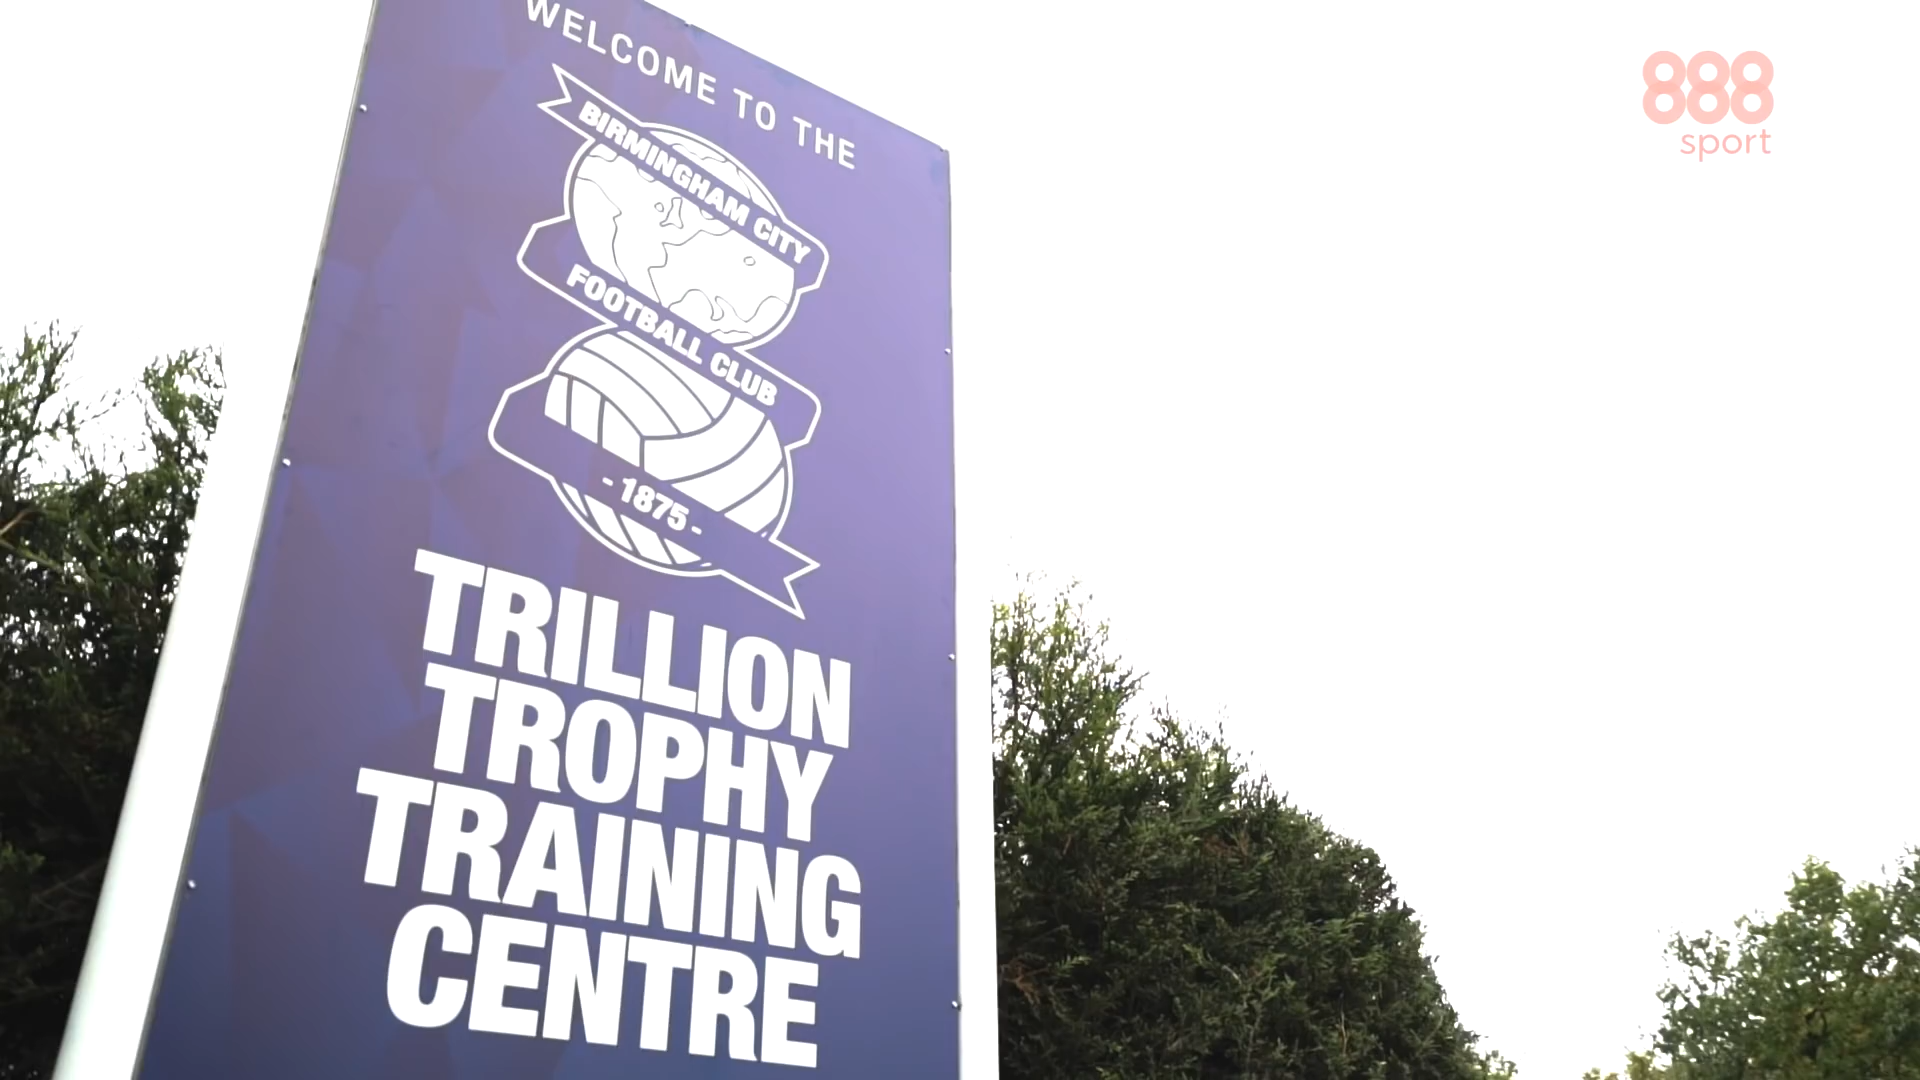 WELCOME TO THE
BIRMINGHAM CITY
FOOTBALL CLUB
- 1875 -
TRILLION
TROPHY
TRAINING
CENTRE
888
sport